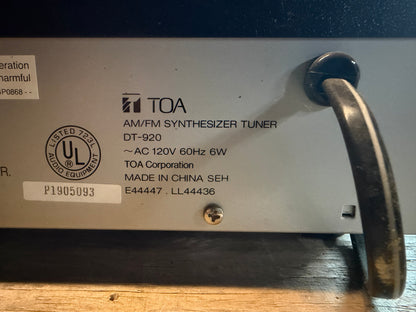 eration
harmful
P0868 - -
TOA
AM/FM SYNTHESIZER TUNER
DT-920
~ AC 120V 60Hz 6W
TOA Corporation
MADE IN CHINA SEH
E44447 . LL44436
LISTED 723L
UL
®
AUDIO EQUIPMENT
R.
P1905093